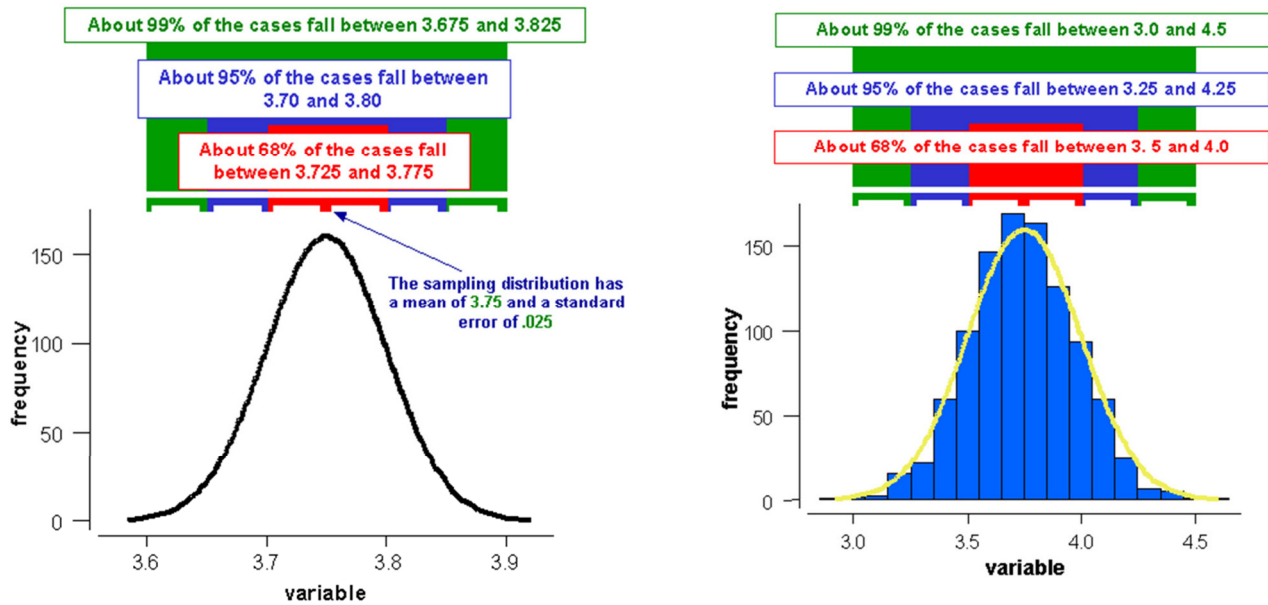 About 99% of the cases fall between 3.675 and 3.825
About 95% of the cases fall between
3.70 and 3.80
About 68% of the cases fall
between 3.725 and 3.775
The sampling distribution has
a mean of 3.75 and a standard
error of .025
150
100
50
0
frequency
3.6
3.7
3.8
3.9
variable
About 99% of the cases fall between 3.0 and 4.5
About 95% of the cases fall between 3.25 and 4.25
About 68% of the cases fall between 3. 5 and 4.0
150
100
50
0
frequency
3.0
3.5
4.0
4.5
variable